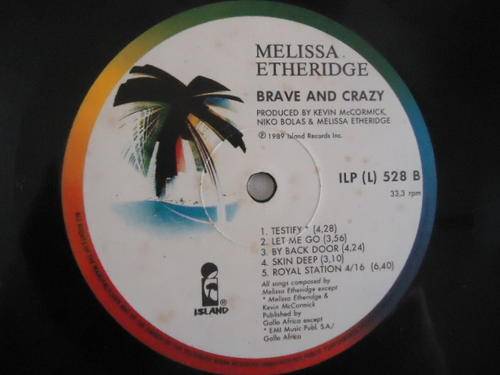 MELISSA
ETHERIDGE
BRAVE AND CRAZY
PRODUCED BY KEVIN McCORMICK,
NIKO BOLAS & MELISSA ETHERIDGE
℗ 1989 Island Records Inc.
ILP (L) 528 B
33,3 rpm
1. TESTIFY * (4,28)
2. LET ME GO (3,56)
3. BY BACK DOOR (4,24)
4. SKIN DEEP (3,10)
5. ROYAL STATION 4/16 (6,40)
All songs composed by
Melissa Etheridge except
* Melissa Etheridge &
Kevin McCormick
Published by
Gallo Africa except
* EMI Music Publ. S.A./
Gallo Africa
ISLAND ®